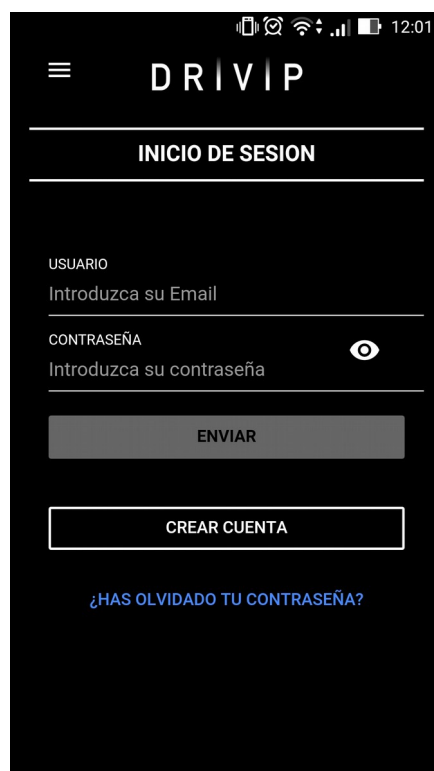 12:01
DRIVIP
INICIO DE SESION
USUARIO
Introduzca su Email
CONTRASEÑA
Introduzca su contraseña
ENVIAR
CREAR CUENTA
¿HAS OLVIDADO TU CONTRASEÑA?